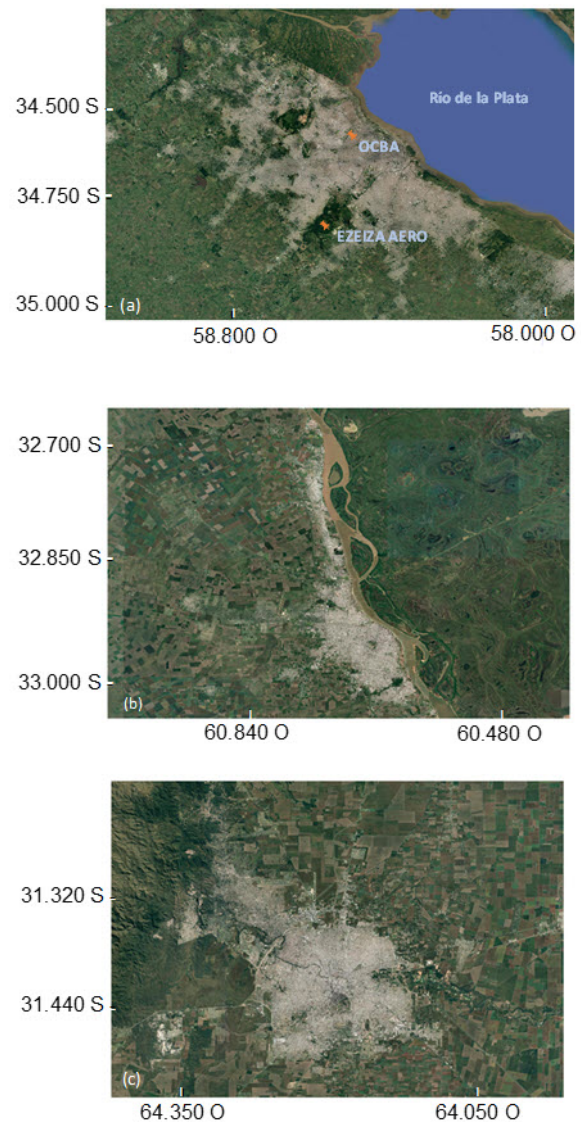 34.500 S
Río de la Plata
OCBA
34.750 S
EZEIZA AERO
35.000 S
(a)
58.800 O
58.000 O
32.700 S
32.850 S
33.000 S
(b)
60.840 O
60.480 O
31.320 S
31.440 S
(c)
64.350 O
64.050 O